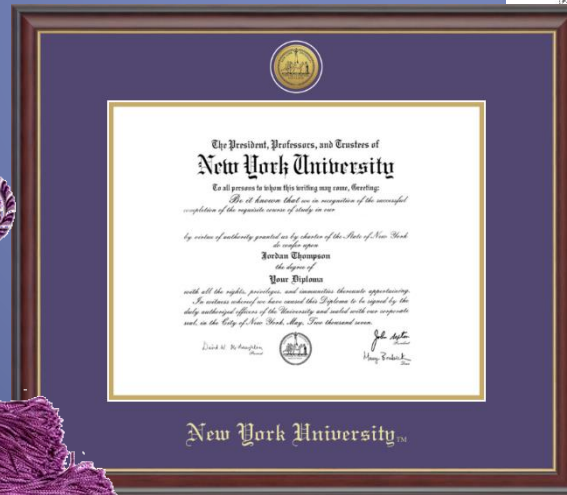 The President, Professors, and Trustees of
New York University
To all persons to whom this writing may come, Greeting:
Be it known that we in recognition of the successful
completion of the requisite course of study in our
by virtue of authority granted us by charter of the State of New York
do confer upon
Jordan Thompson
the degree of
Your Diploma
with all the rights, privileges, and immunities thereunto appertaining.
In witness whereof we have caused this Diploma to be signed by the
duly authorized officers of the University and sealed with our corporate
seal, in the City of New York, May, Two thousand seven.
John Sexton
New York University TM